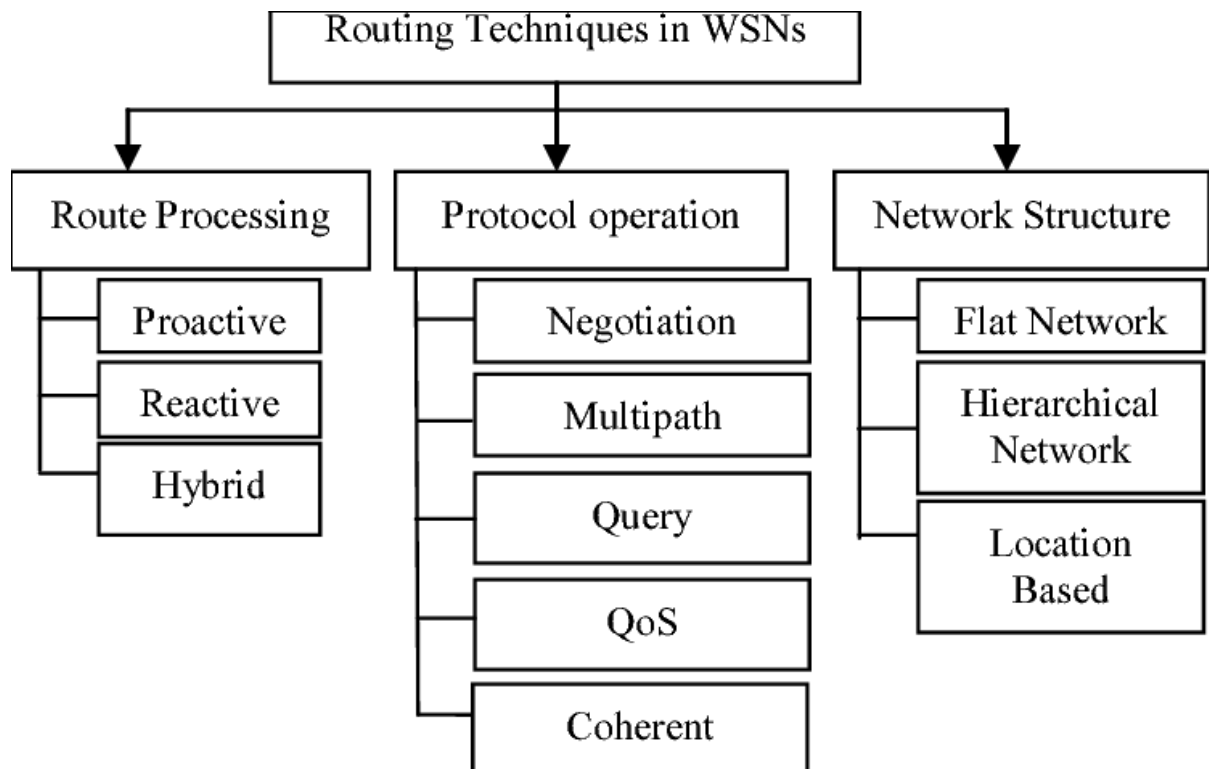 Routing Techniques in WSNs
Route Processing
Proactive
Reactive
Hybrid
Protocol operation
Negotiation
Multipath
Query
QoS
Coherent
Network Structure
Flat Network
Hierarchical
Network
Location
Based